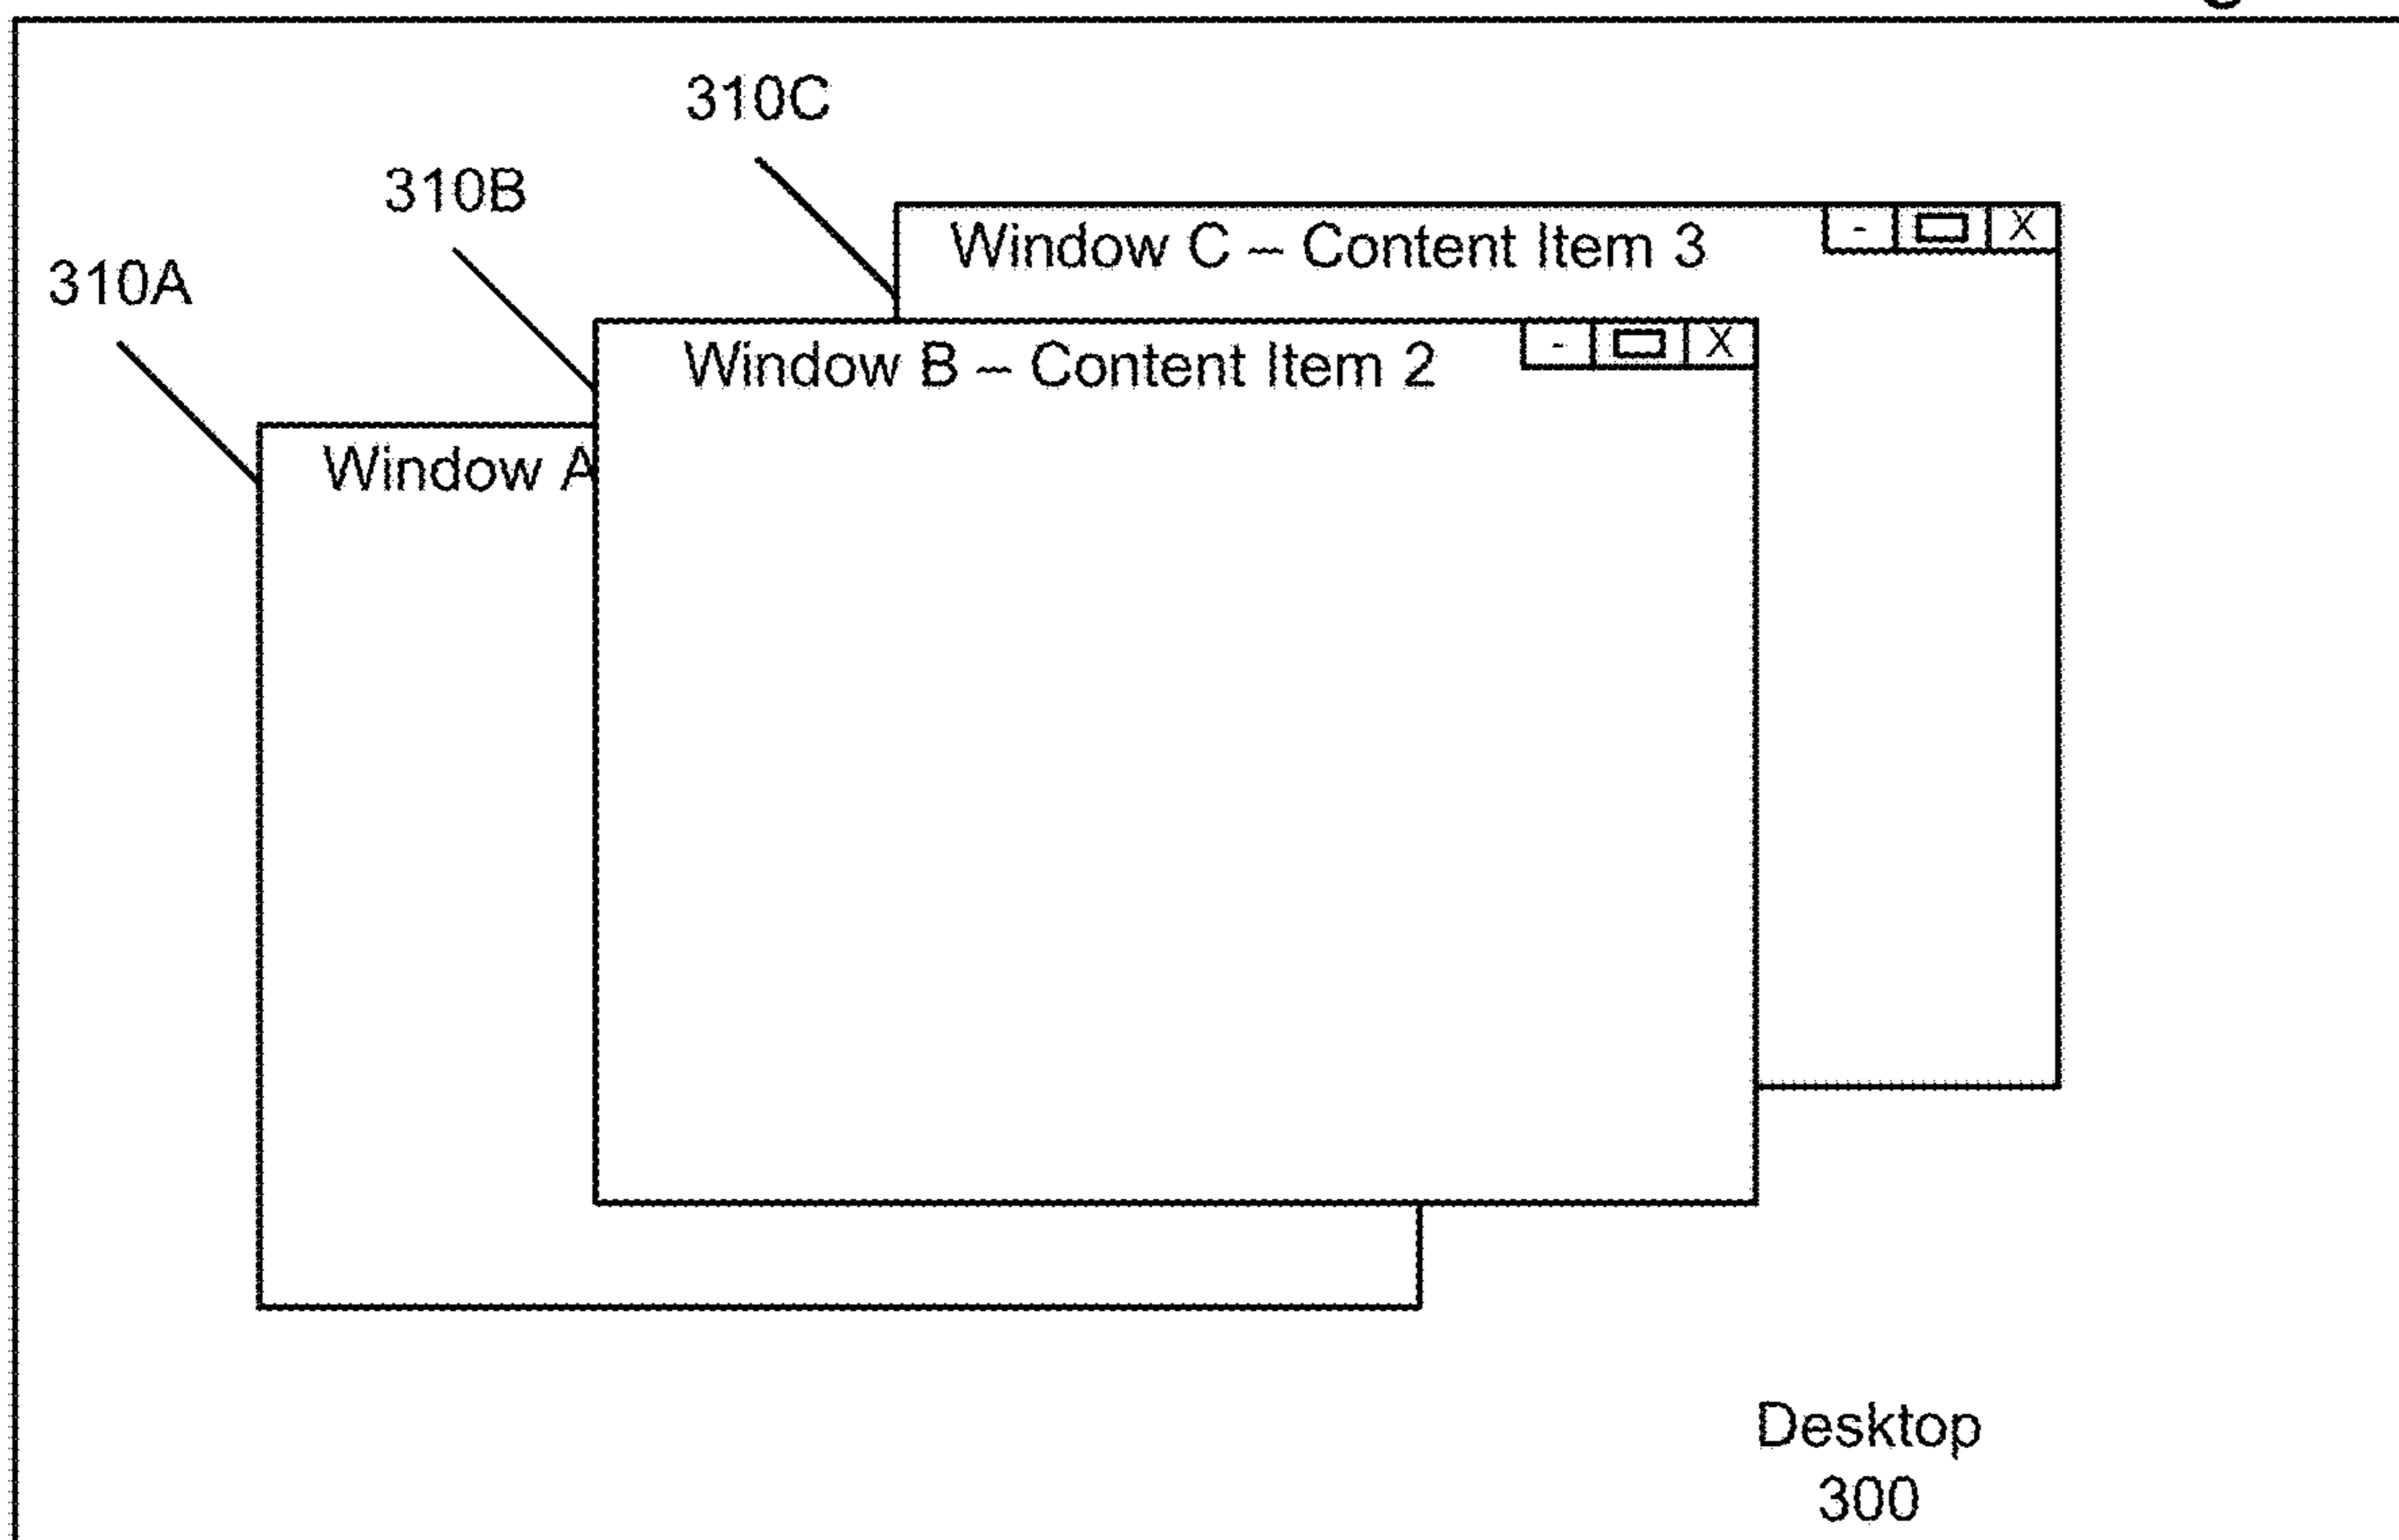 310C
310B
310A
Window C – Content Item 3
- X
Window B – Content Item 2
- X
Window A
Desktop
300